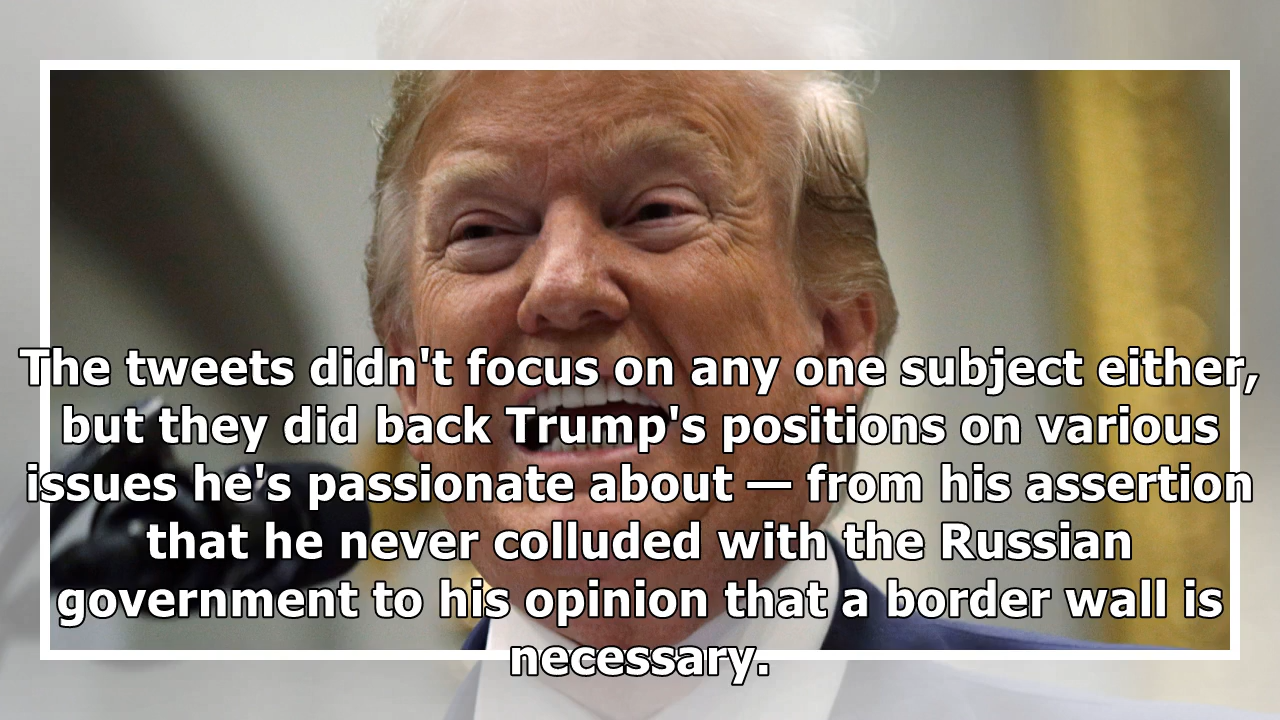 The tweets didn't focus on any one subject either,
but they did back Trump's positions on various
issues he's passionate about — from his assertion
that he never colluded with the Russian
government to his opinion that a border wall is
necessary.